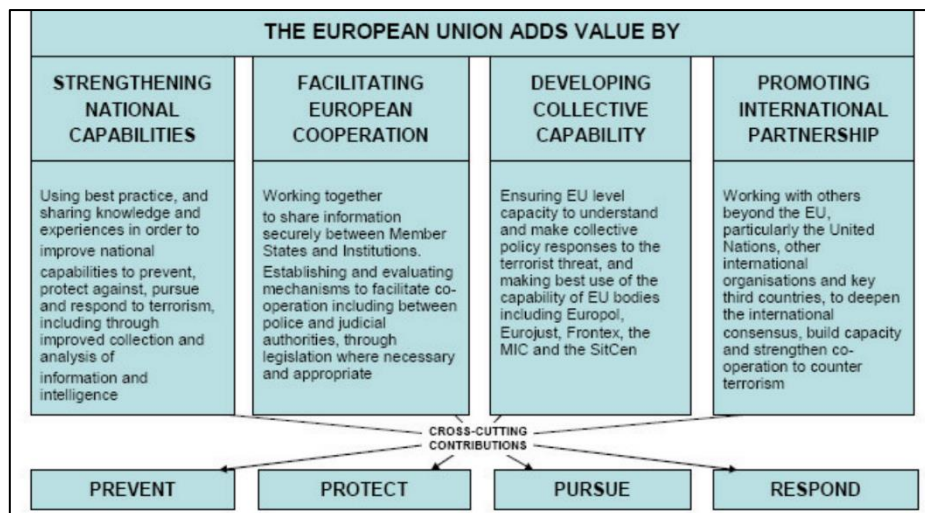 THE EUROPEAN UNION ADDS VALUE BY
STRENGTHENING
NATIONAL
CAPABILITIES
FACILITATING
EUROPEAN
COOPERATION
DEVELOPING
COLLECTIVE
CAPABILITY
PROMOTING
INTERNATIONAL
PARTNERSHIP
Using best practice, and
sharing knowledge and
experiences in order to
improve national
capabilities to prevent,
protect against, pursue
and respond to terrorism,
including through
improved collection and
analysis of
information and
intelligence
Working together
to share information
securely between Member
States and Institutions.
Establishing and evaluating
mechanisms to facilitate co-
operation including between
police and judicial
authorities, through
legislation where necessary
and appropriate
Ensuring EU level
capacity to understand
and make collective
policy responses to the
terrorist threat, and
making best use of the
capability of EU bodies
including Europol,
Eurojust, Frontex, the
MIC and the SitCen
Working with others
beyond the EU,
particularly the United
Nations, other
international
organisations and key
third countries, to deepen
the international
consensus, build capacity
and strengthen co-
operation to counter
terrorism
CROSS-CUTTING
CONTRIBUTIONS
PREVENT
PROTECT
PURSUE
RESPOND